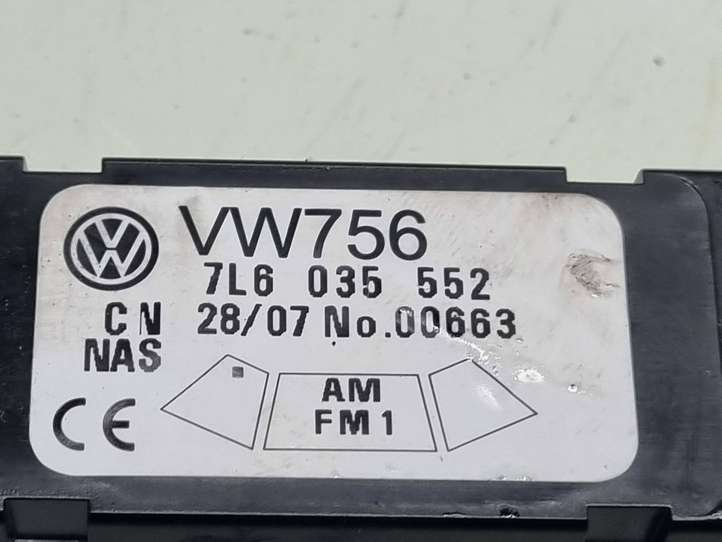 VW756
7L6 035 552
CN 28/07 No.00663
NAS
AM
CE FM1